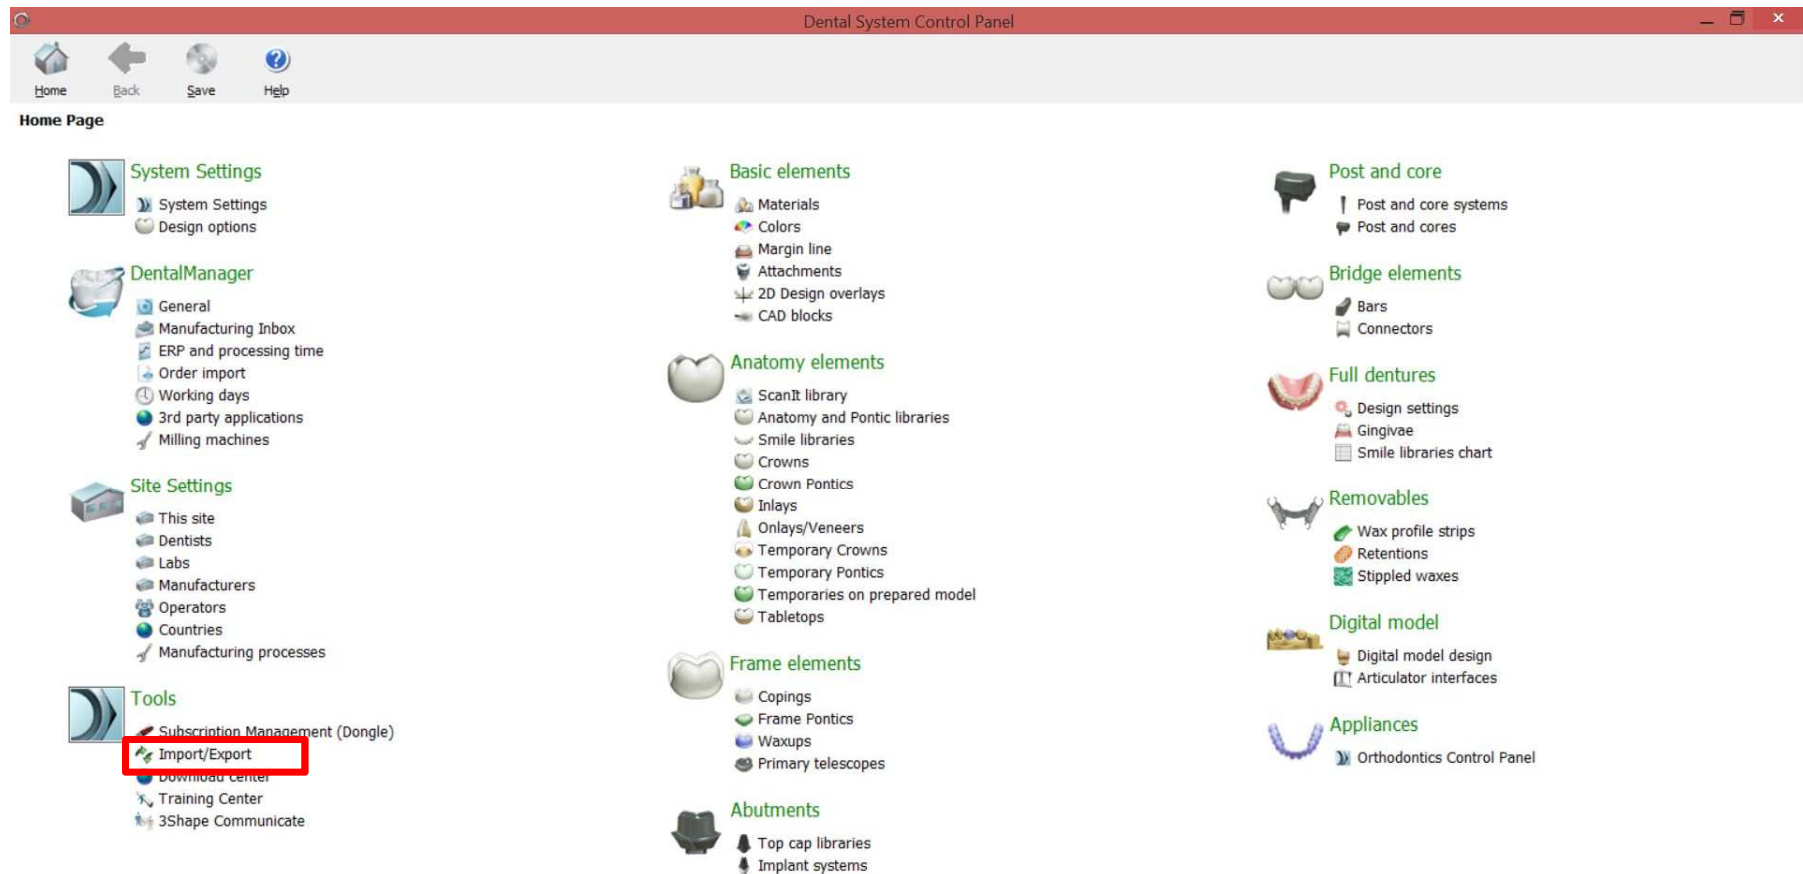 Dental System Control Panel
Home
Back
Save
Help
Home Page
System Settings
System Settings
Design options
DentalManager
General
Manufacturing Inbox
ERP and processing time
Order import
Working days
3rd party applications
Milling machines
Site Settings
This site
Dentists
Labs
Manufacturers
Operators
Countries
Manufacturing processes
Tools
Subscription Management (Dongle)
Import/Export
Download center
Training Center
3Shape Communicate
Basic elements
Materials
Colors
Margin line
Attachments
2D Design overlays
CAD blocks
Anatomy elements
ScanIt library
Anatomy and Pontic libraries
Smile libraries
Crowns
Crown Pontics
Inlays
Onlays/Veneers
Temporary Crowns
Temporary Pontics
Temporaries on prepared model
Tabletops
Frame elements
Copings
Frame Pontics
Waxups
Primary telescopes
Abutments
Top cap libraries
Implant systems
Post and core
Post and core systems
Post and cores
Bridge elements
Bars
Connectors
Full dentures
Design settings
Gingivae
Smile libraries chart
Removables
Wax profile strips
Retentions
Stippled waxes
Digital model
Digital model design
Articulator interfaces
Appliances
Orthodontics Control Panel